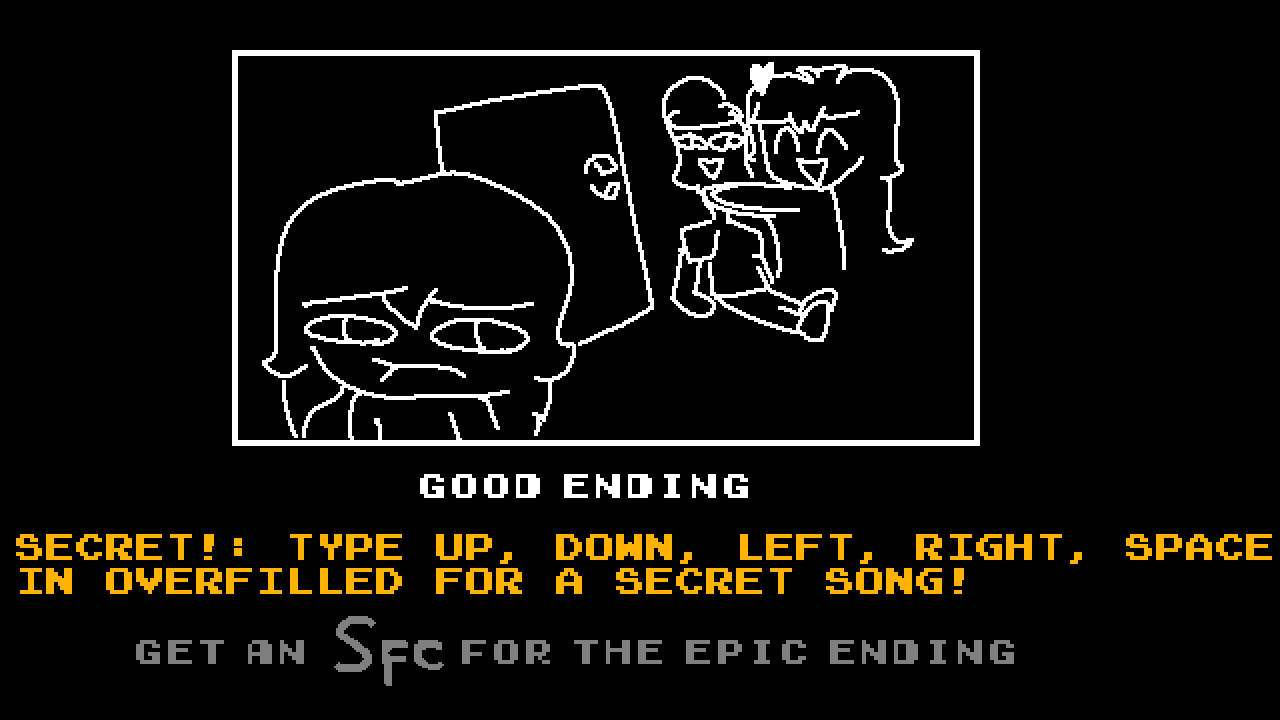 GOOD ENDING
SECRET!: TYPE UP, DOWN, LEFT, RIGHT, SPACE
IN OVERFILLED FOR A SECRET SONG!
GET AN Sfc FOR THE EPIC ENDING